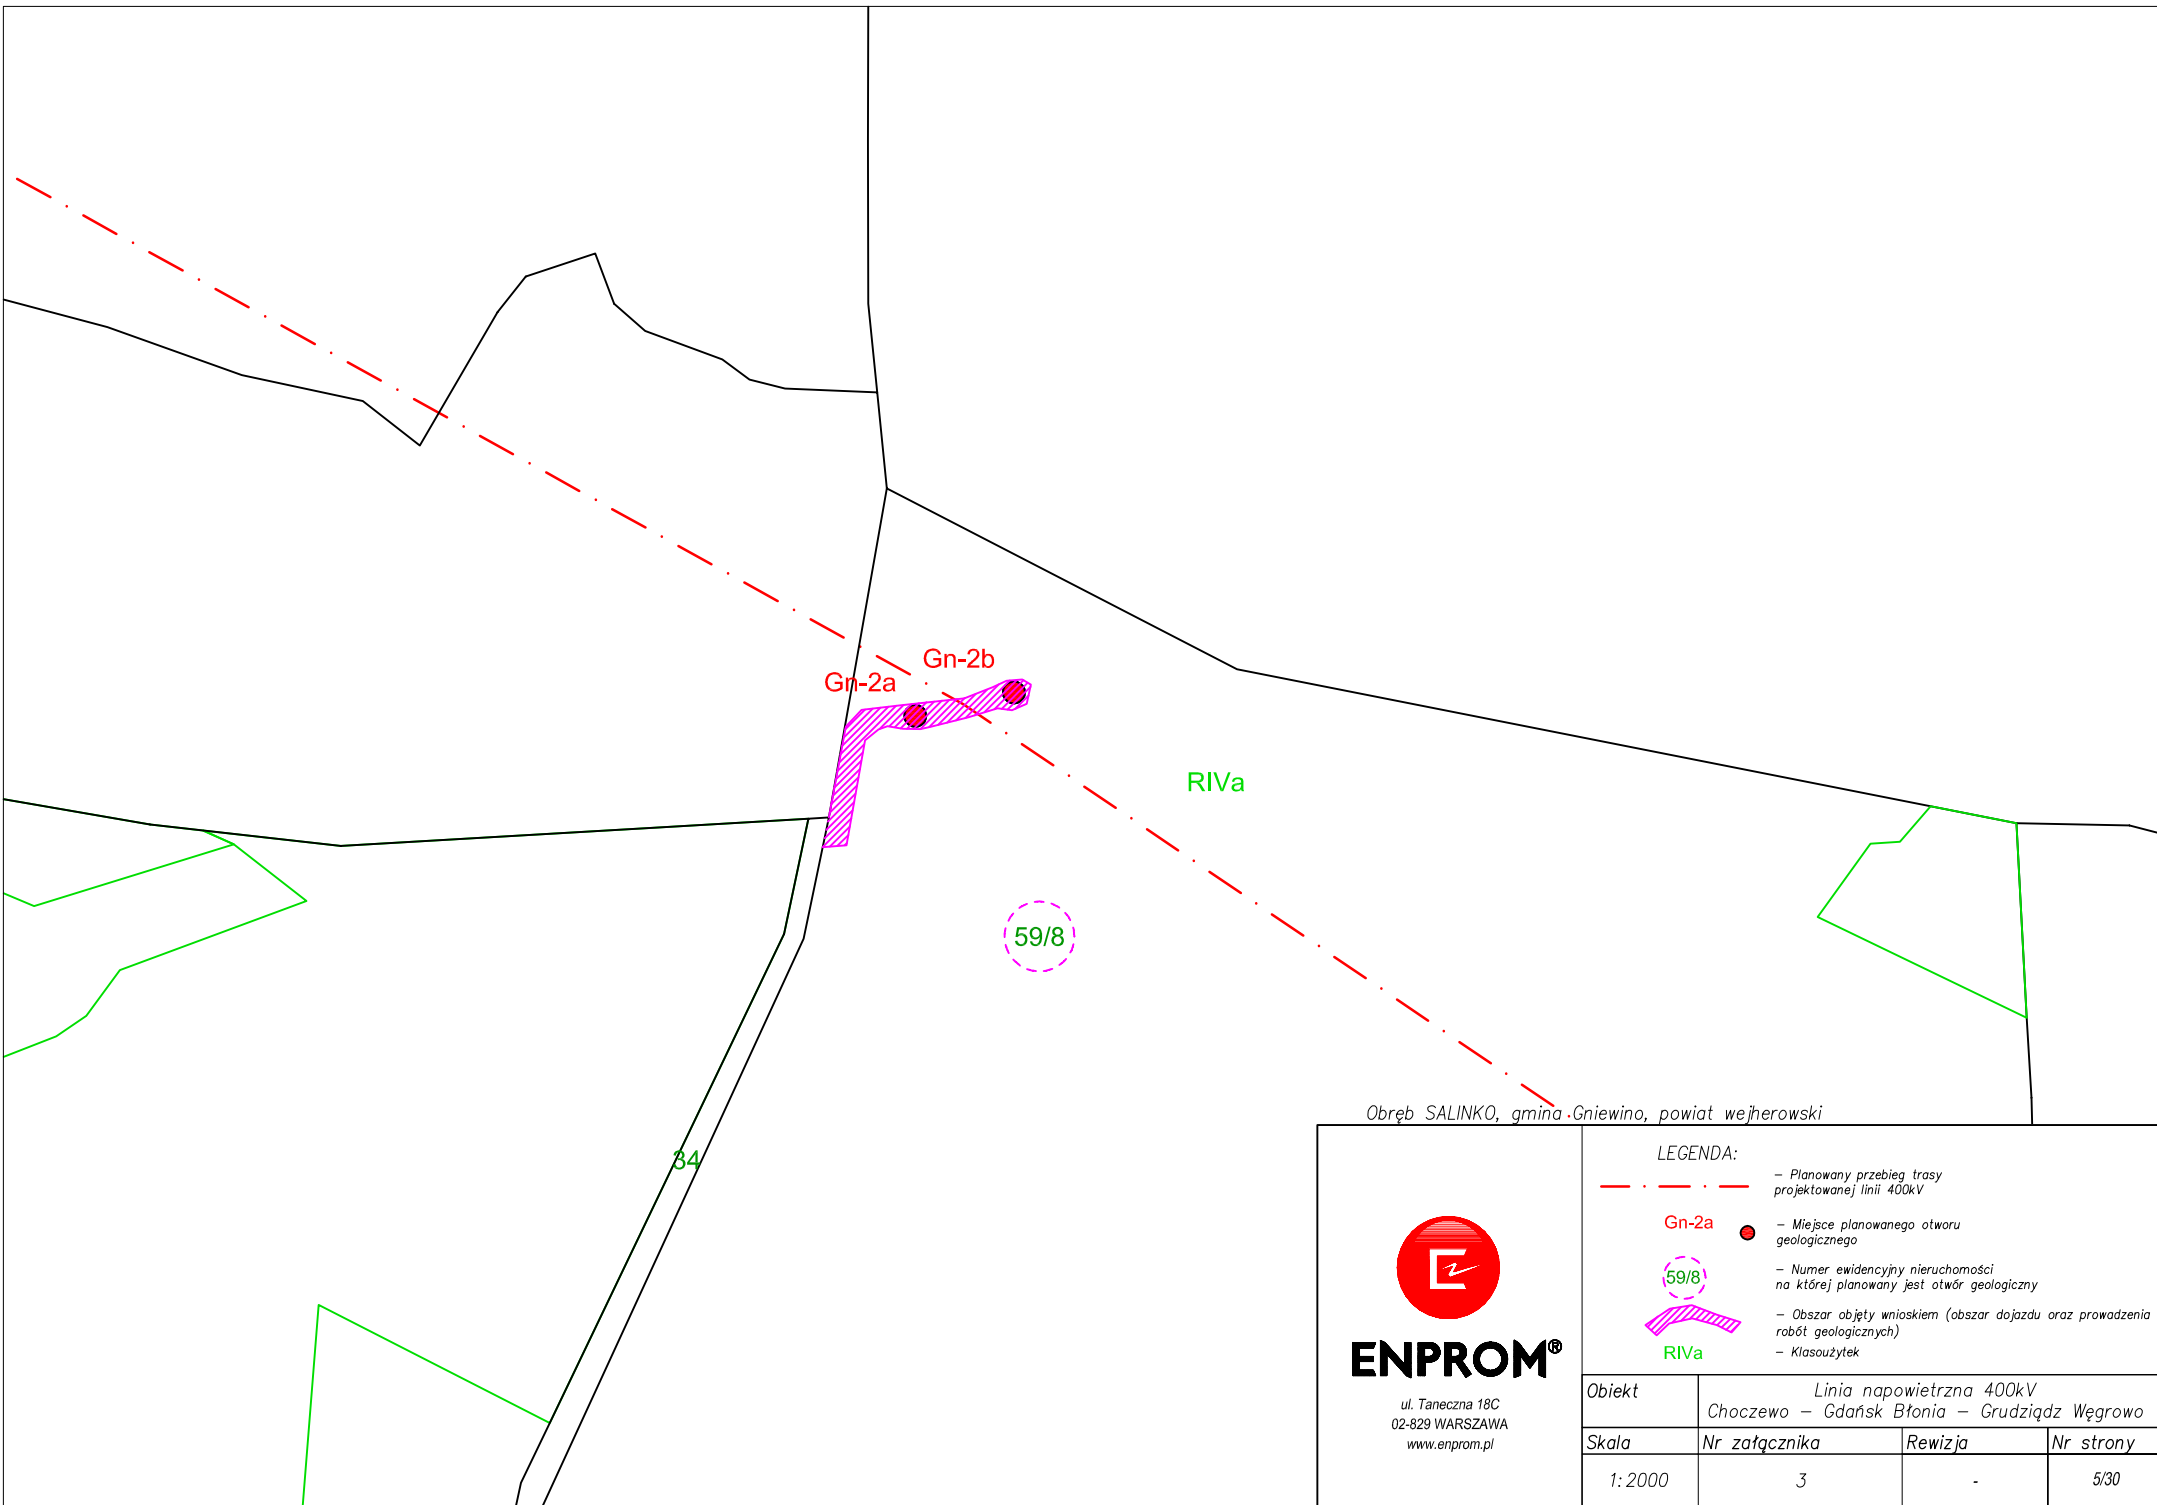 Gn-2b
Gn-2a
RIVa
59/8
34
Obręb SALINKO, gmina Gniewino, powiat wejherowski
LEGENDA:
– Planowany przebieg trasy
projektowanej linii 400kV
Gn-2a
– Miejsce planowanego otworu
geologicznego
59/8
– Numer ewidencyjny nieruchomości
na której planowany jest otwór geologiczny
– Obszar objęty wnioskiem (obszar dojazdu oraz prowadzenia
robót geologicznych)
RIVa
– Klasoużytek
ENPROM®
ul. Taneczna 18C
02-829 WARSZAWA
www.enprom.pl
Obiekt
Linia napowietrzna 400kV
Choczewo – Gdańsk Błonia – Grudziądz Węgrowo
Skala Nr załącznika Rewizja Nr strony
1:2000 3 - 5/30